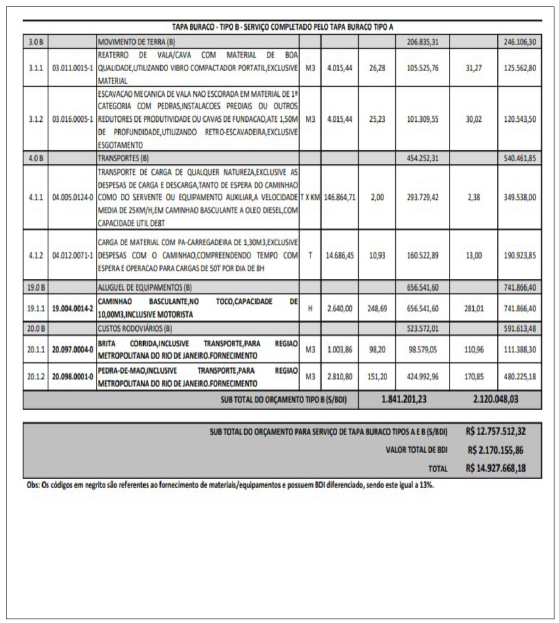 TAPA BURACO - TIPO B - SERVIÇO COMPLETADO PELO TAPA BURACO TIPO A
3.0 B MOVIMENTO DE TERRA (B) 206.835,31 246.106,30
REATERRO DE VALA/CAVA COM MATERIAL DE BOA
3.1.1 03.011.0015-1 QUALIDADE,UTILIZANDO VIBRO COMPACTADOR PORTATIL,EXCLUSIVE M3 4.015,44 26,28 105.525,76 31,27 125.562,80
MATERIAL
ESCAVACAO MECANICA DE VALA NAO ESCORADA EM MATERIAL DE 1ª
CATEGORIA COM PEDRAS,INSTALACOES PREDIAIS OU OUTROS
3.1.2 03.016.0005-1 REDUTORES DE PRODUTIVIDADE OU CAVAS DE FUNDACAO,ATE 1,50M M3 4.015,44 25,23 101.309,55 30,02 120.543,50
DE PROFUNDIDADE,UTILIZANDO RETRO-ESCAVADEIRA,EXCLUSIVE
ESGOTAMENTO
4.0 B TRANSPORTES (B) 454.252,31 540.461,85
TRANSPORTE DE CARGA DE QUALQUER NATUREZA,EXCLUSIVE AS
DESPESAS DE CARGA E DESCARGA,TANTO DE ESPERA DO CAMINHAO
4.1.1 04.005.0124-0 COMO DO SERVENTE OU EQUIPAMENTO AUXILIAR,A VELOCIDADE T X KM 146.864,71 2,00 293.729,42 2,38 349.538,00
MEDIA DE 25KM/H,EM CAMINHAO BASCULANTE A OLEO DIESEL,COM
CAPACIDADE UTIL DE8T
CARGA DE MATERIAL COM PA-CARREGADEIRA DE 1,30M3,EXCLUSIVE
4.1.2 04.012.0071-1 DESPESAS COM O CAMINHAO,COMPREENDENDO TEMPO COM T 14.686,45 10,93 160.522,89 13,00 190.923,85
ESPERA E OPERACAO PARA CARGAS DE 50T POR DIA DE 8H
19.0 B ALUGUEL DE EQUIPAMENTOS (B) 656.541,60 741.866,40
19.1.1 19.004.0014-2 CAMINHAO BASCULANTE,NO TOCO,CAPACIDADE DE H 2.640,00 248,69 656.541,60 281,01 741.866,40
10,00M3,INCLUSIVE MOTORISTA
20.0 B CUSTOS RODOVIÁRIOS (B) 523.572,01 591.613,48
20.1.1 20.097.0004-0 BRITA CORRIDA,INCLUSIVE TRANSPORTE,PARA REGIAO M3 1.003,86 98,20 98.579,05 110,96 111.388,30
METROPOLITANA DO RIO DE JANEIRO.FORNECIMENTO
20.1.2 20.098.0001-0 PEDRA-DE-MAO,INCLUSIVE TRANSPORTE,PARA REGIAO M3 2.810,80 151,20 424.992,96 170,85 480.225,18
METROPOLITANA DO RIO DE JANEIRO.FORNECIMENTO
SUB TOTAL DO ORÇAMENTO TIPO B (S/BDI) 1.841.201,23 2.120.048,03
SUB TOTAL DO ORÇAMENTO PARA SERVIÇO DE TAPA BURACO TIPOS A E B (S/BDI) R$ 12.757.512,32
VALOR TOTAL DE BDI R$ 2.170.155,86
TOTAL R$ 14.927.668,18
Obs: Os códigos em negrito são referentes ao fornecimento de materiais/equipamentos e possuem BDI diferenciado, sendo este igual a 13%.